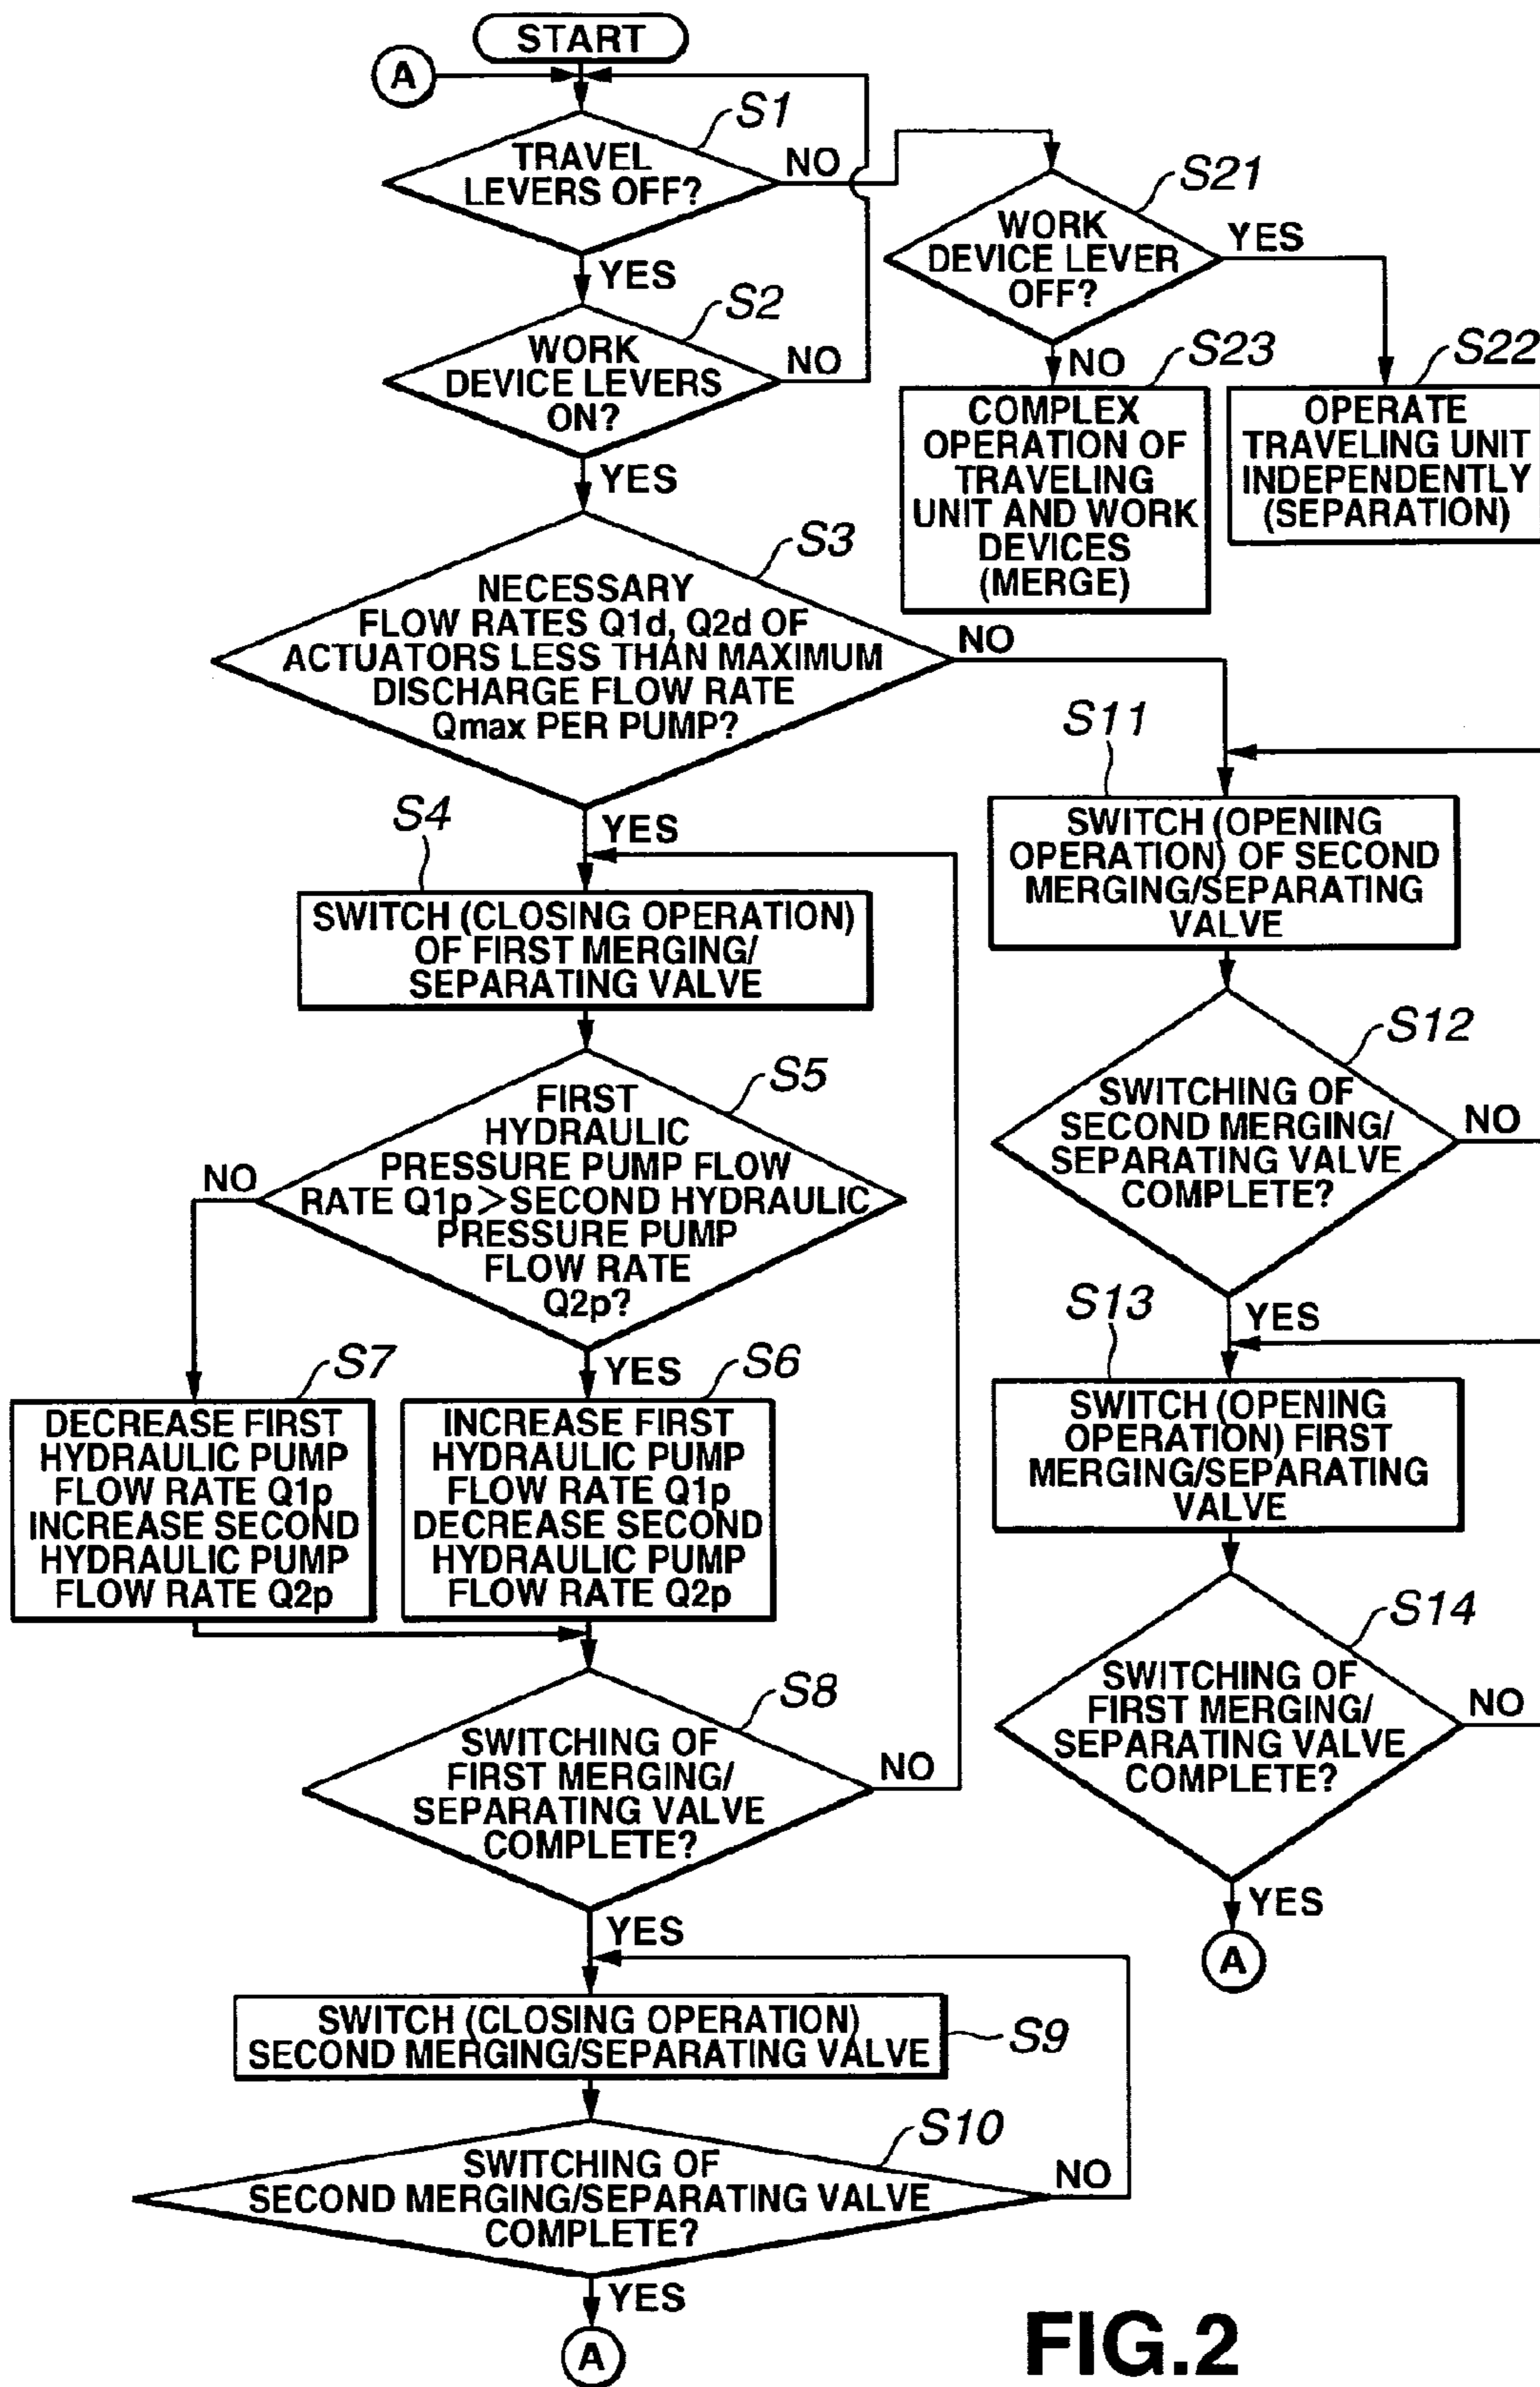 START
A
S1
TRAVEL
LEVERS OFF?
NO
YES
S21
WORK
DEVICE LEVER
OFF?
YES
NO
S2
WORK
DEVICE LEVERS
ON?
NO
YES
S23
COMPLEX
OPERATION OF
TRAVELING
UNIT AND WORK
DEVICES
(MERGE)
S22
OPERATE
TRAVELING UNIT
INDEPENDENTLY
(SEPARATION)
S3
NECESSARY
FLOW RATES Q1d, Q2d OF
ACTUATORS LESS THAN MAXIMUM
DISCHARGE FLOW RATE
Qmax PER PUMP?
NO
YES
S4
SWITCH (CLOSING OPERATION)
OF FIRST MERGING/
SEPARATING VALVE
S5
FIRST
HYDRAULIC
PRESSURE PUMP FLOW
RATE Q1p>SECOND HYDRAULIC
PRESSURE PUMP
FLOW RATE
Q2p?
NO
YES
S7
DECREASE FIRST
HYDRAULIC PUMP
FLOW RATE Q1p
INCREASE SECOND
HYDRAULIC PUMP
FLOW RATE Q2p
S6
INCREASE FIRST
HYDRAULIC PUMP
FLOW RATE Q1p
DECREASE SECOND
HYDRAULIC PUMP
FLOW RATE Q2p
S8
SWITCHING OF
FIRST MERGING/
SEPARATING VALVE
COMPLETE?
NO
YES
SWITCH (CLOSING OPERATION)
SECOND MERGING/SEPARATING VALVE
S9
S10
SWITCHING OF
SECOND MERGING/SEPARATING VALVE
COMPLETE?
NO
YES
A
S11
SWITCH (OPENING
OPERATION) OF SECOND
MERGING/SEPARATING
VALVE
S12
SWITCHING OF
SECOND MERGING/
SEPARATING VALVE
COMPLETE?
NO
YES
S13
SWITCH (OPENING
OPERATION) FIRST
MERGING/SEPARATING
VALVE
S14
SWITCHING OF
FIRST MERGING/
SEPARATING VALVE
COMPLETE?
NO
YES
A
FIG.2